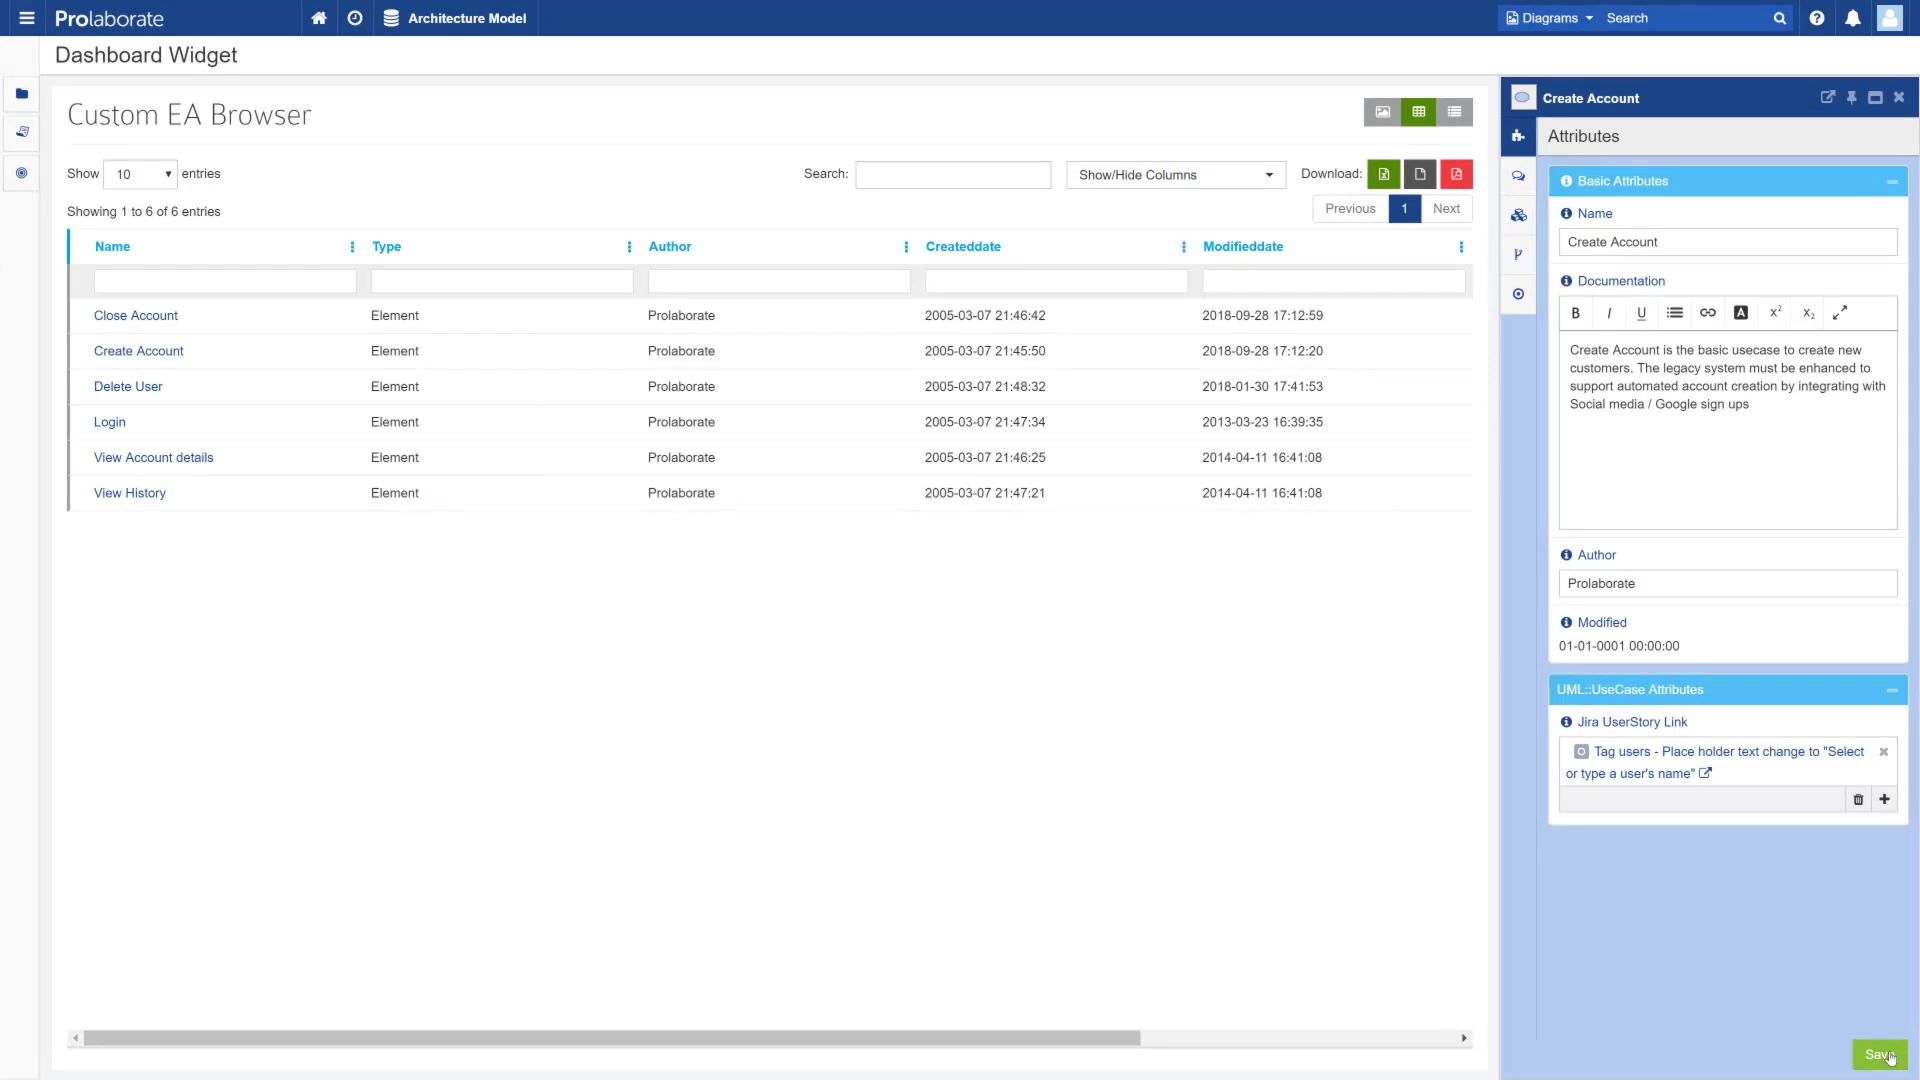 Prolaborate
Architecture Model
Diagrams
Search
Dashboard Widget
Custom EA Browser
Show 10 entries
Search:
Show/Hide Columns
Download:
Showing 1 to 6 of 6 entries
Previous 1 Next
Name Type Author Createddate Modifieddate
Close Account Element Prolaborate 2005-03-07 21:46:42 2018-09-28 17:12:59
Create Account Element Prolaborate 2005-03-07 21:45:50 2018-09-28 17:12:20
Delete User Element Prolaborate 2005-03-07 21:48:32 2018-01-30 17:41:53
Login Element Prolaborate 2005-03-07 21:47:34 2013-03-23 16:39:35
View Account details Element Prolaborate 2005-03-07 21:46:25 2014-04-11 16:41:08
View History Element Prolaborate 2005-03-07 21:47:21 2014-04-11 16:41:08
Create Account
Attributes
Basic Attributes
Name
Create Account
Documentation
B I U A x² x₂
Create Account is the basic usecase to create new
customers. The legacy system must be enhanced to
support automated account creation by integrating with
Social media / Google sign ups
Author
Prolaborate
Modified
01-01-0001 00:00:00
UML::UseCase Attributes
Jira UserStory Link
Tag users - Place holder text change to "Select
or type a user's name"
Save